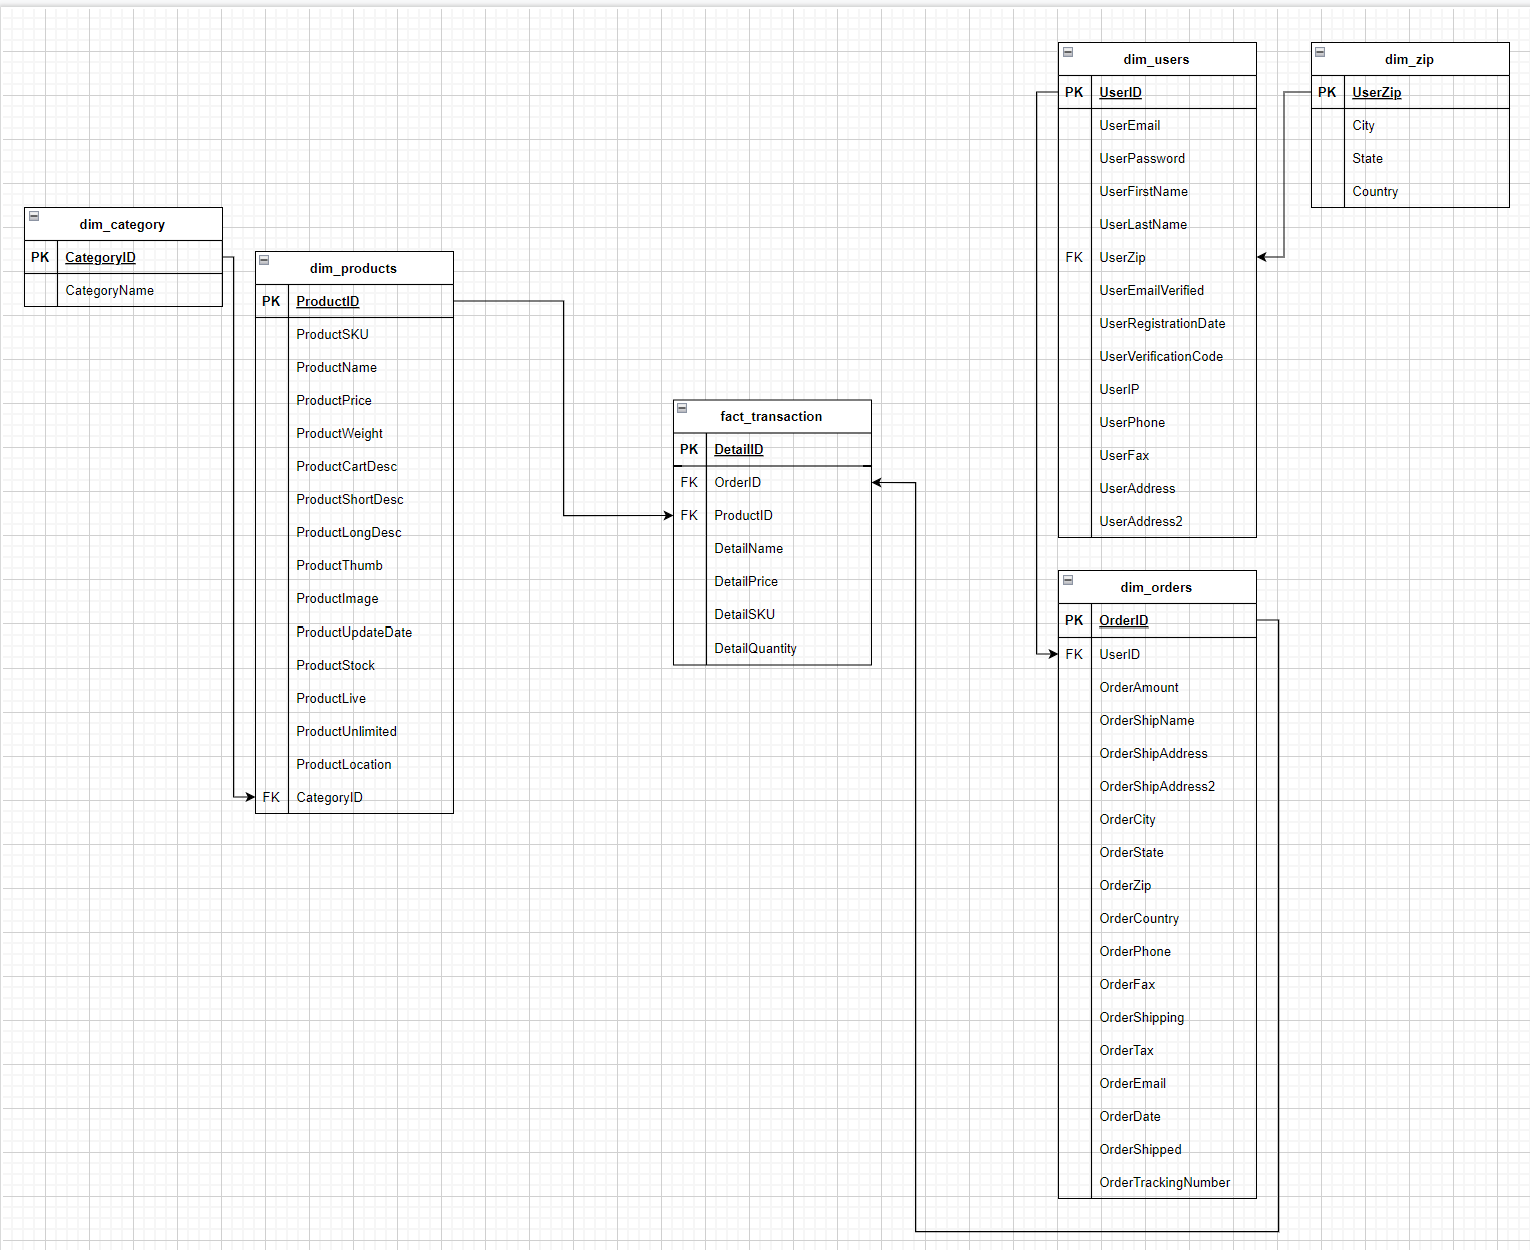 dim_category
PK CategoryID
CategoryName
dim_products
PK ProductID
ProductSKU
ProductName
ProductPrice
ProductWeight
ProductCartDesc
ProductShortDesc
ProductLongDesc
ProductThumb
ProductImage
ProductUpdateDate
ProductStock
ProductLive
ProductUnlimited
ProductLocation
FK CategoryID
fact_transaction
PK DetailID
FK OrderID
FK ProductID
DetailName
DetailPrice
DetailSKU
DetailQuantity
dim_users
PK UserID
UserEmail
UserPassword
UserFirstName
UserLastName
FK UserZip
UserEmailVerified
UserRegistrationDate
UserVerificationCode
UserIP
UserPhone
UserFax
UserAddress
UserAddress2
dim_zip
PK UserZip
City
State
Country
dim_orders
PK OrderID
FK UserID
OrderAmount
OrderShipName
OrderShipAddress
OrderShipAddress2
OrderCity
OrderState
OrderZip
OrderCountry
OrderPhone
OrderFax
OrderShipping
OrderTax
OrderEmail
OrderDate
OrderShipped
OrderTrackingNumber